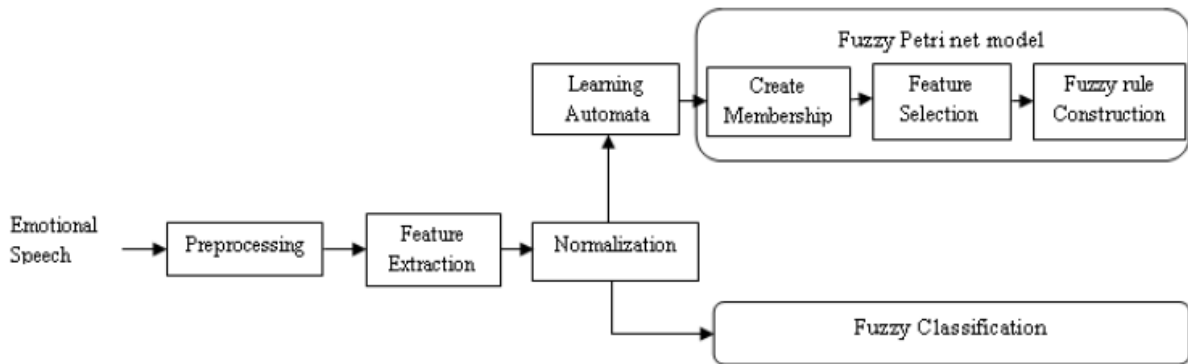 Fuzzy Petri net model
Learning
Automata
Create
Membership
Feature
Selection
Fuzzy rule
Construction
Emotional
Speech
Preprocessing
Feature
Extraction
Normalization
Fuzzy Classification